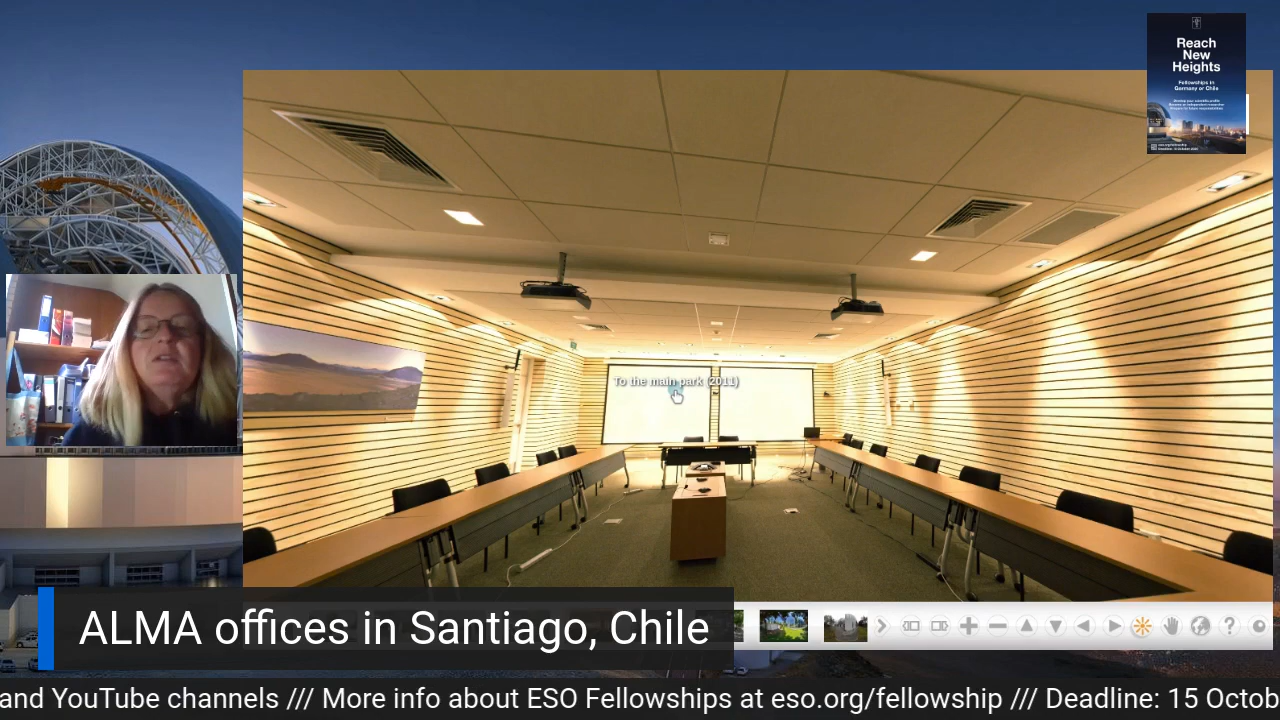 Reach
New
Heights
Fellowships in
Germany or Chile
To the main park (2011)
ALMA offices in Santiago, Chile
and YouTube channels /// More info about ESO Fellowships at eso.org/fellowship /// Deadline: 15 Octob